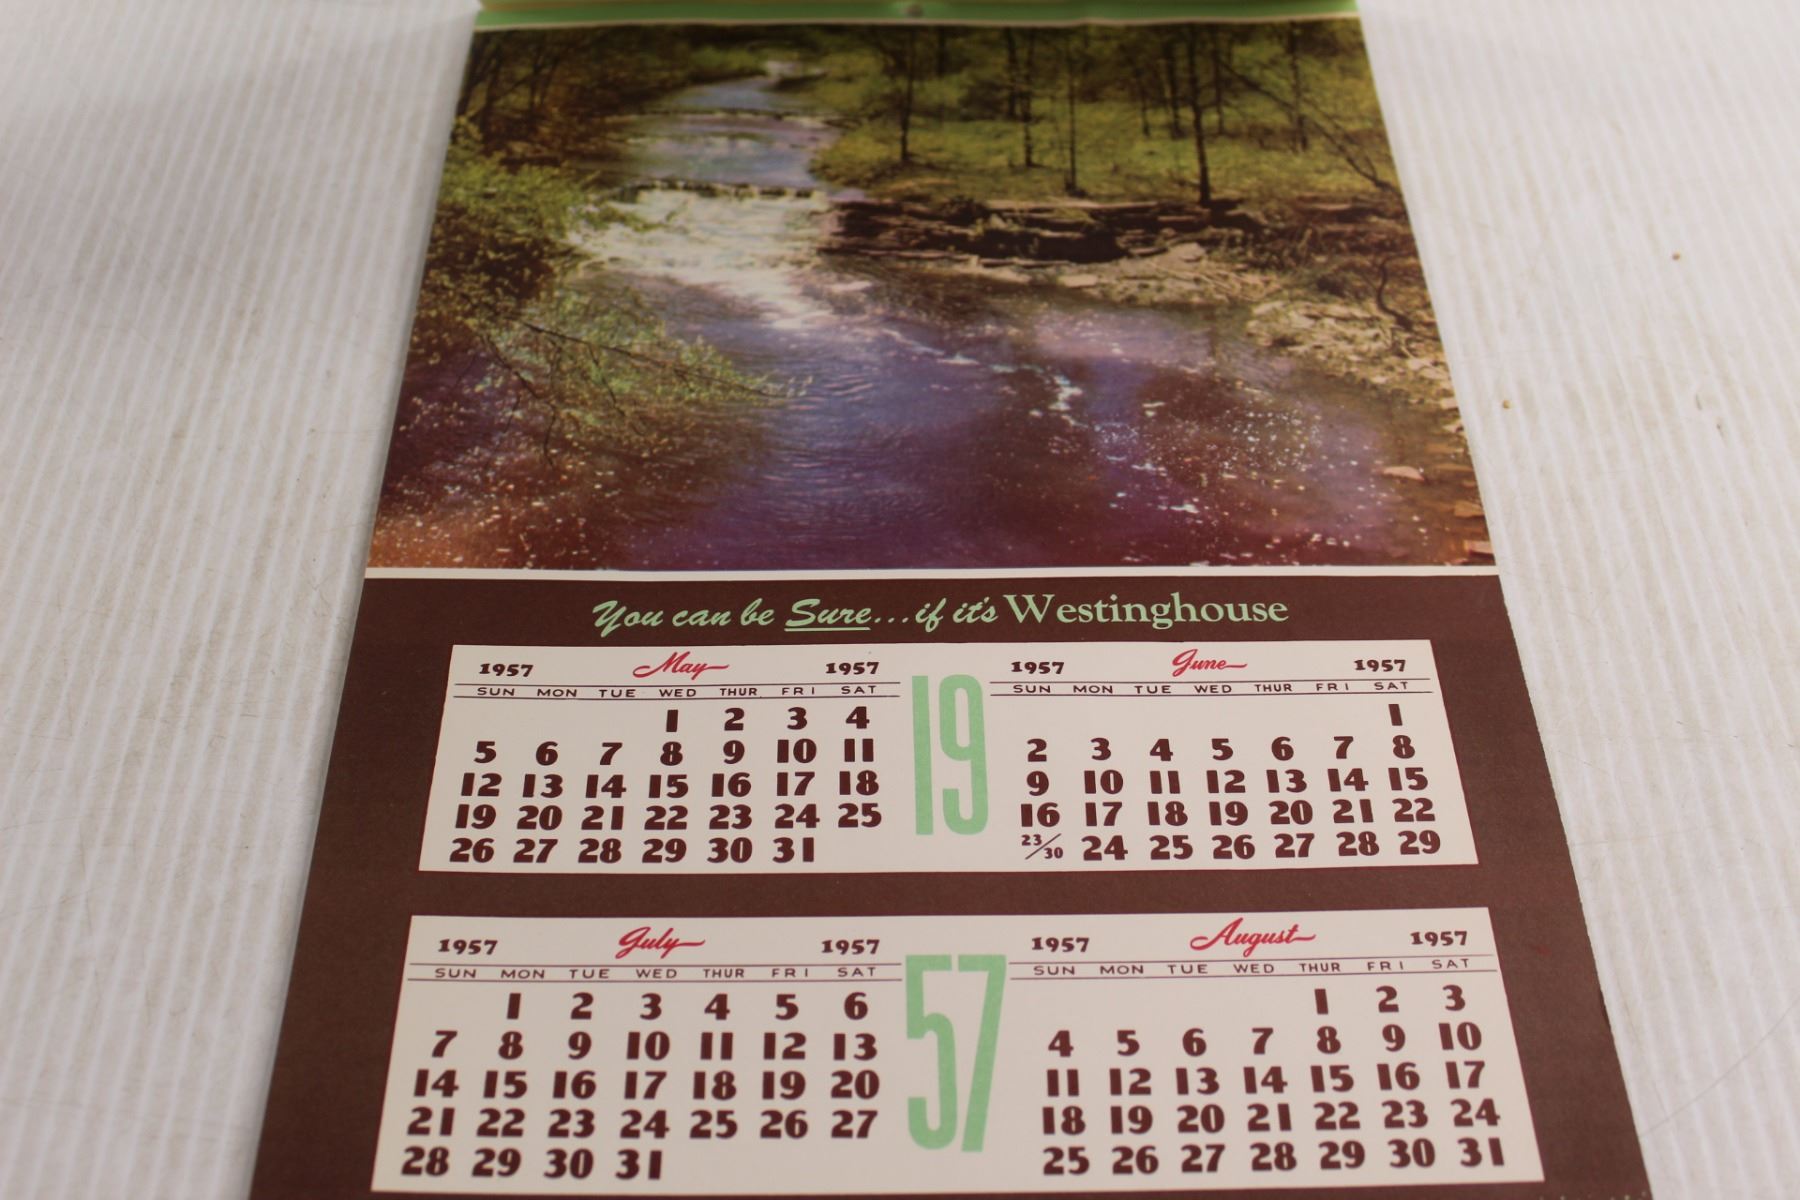 You can be Sure...if it's Westinghouse
1957 May 1957
SUN MON TUE WED THUR FRI SAT
1 2 3 4
5 6 7 8 9 10 11
12 13 14 15 16 17 18
19 20 21 22 23 24 25
26 27 28 29 30 31
19
1957 June 1957
SUN MON TUE WED THUR FRI SAT
1
2 3 4 5 6 7 8
9 10 11 12 13 14 15
16 17 18 19 20 21 22
23/30 24 25 26 27 28 29
1957 July 1957
SUN MON TUE WED THUR FRI SAT
1 2 3 4 5 6
7 8 9 10 11 12 13
14 15 16 17 18 19 20
21 22 23 24 25 26 27
28 29 30 31
57
1957 August 1957
SUN MON TUE WED THUR FRI SAT
1 2 3
4 5 6 7 8 9 10
11 12 13 14 15 16 17
18 19 20 21 22 23 24
25 26 27 28 29 30 31